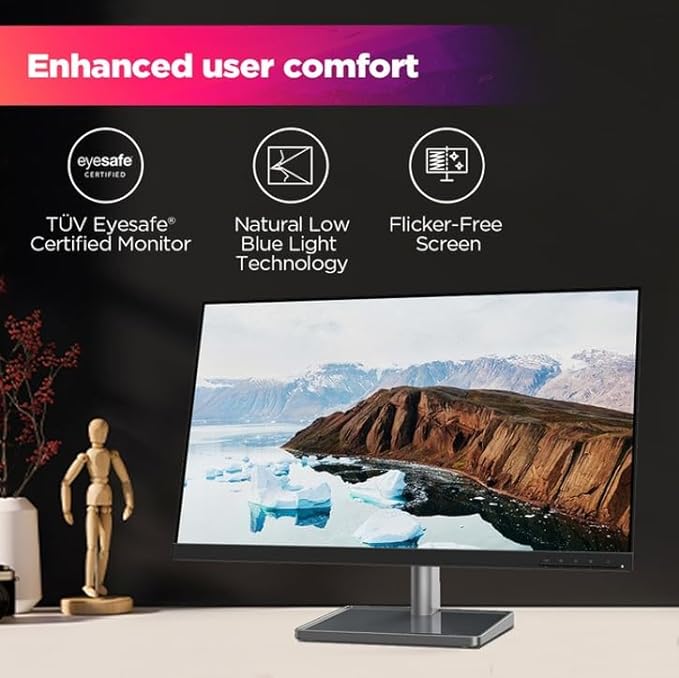 Enhanced user comfort
eyesafe®
CERTIFIED
TÜV Eyesafe®
Certified Monitor
Natural Low
Blue Light
Technology
Flicker-Free
Screen